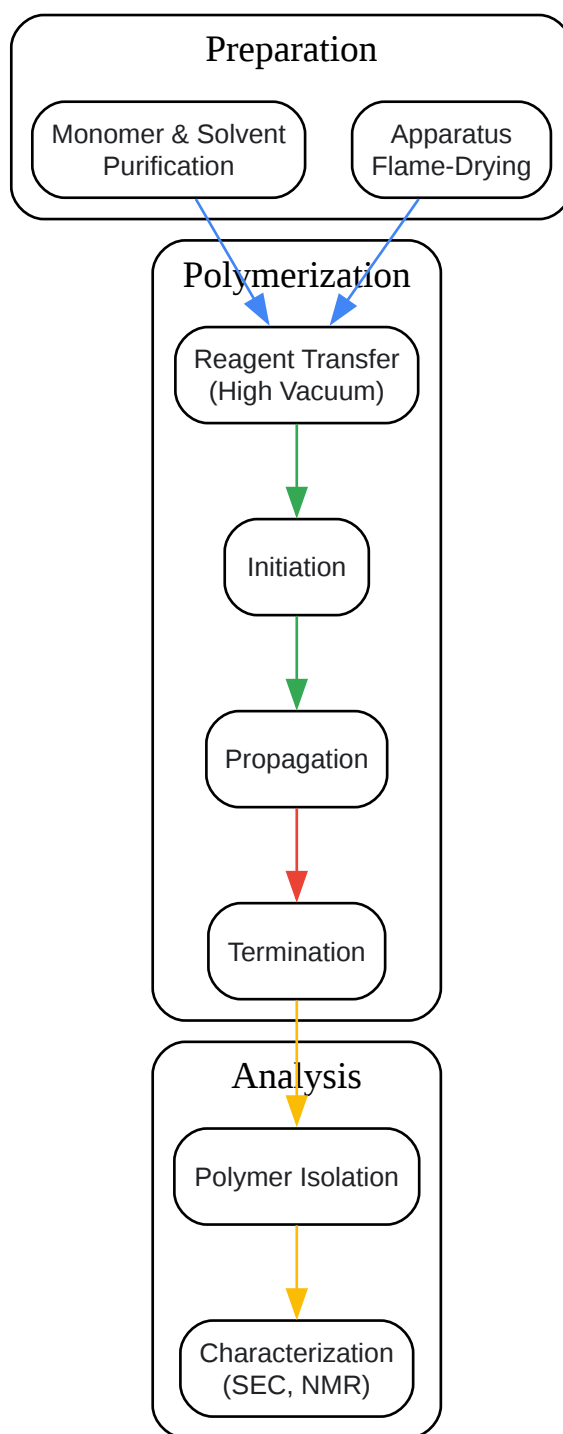 Preparation
Monomer & Solvent
Purification
Apparatus
Flame-Drying
Polymerization
Reagent Transfer
(High Vacuum)
Initiation
Propagation
Termination
Analysis
Polymer Isolation
Characterization
(SEC, NMR)